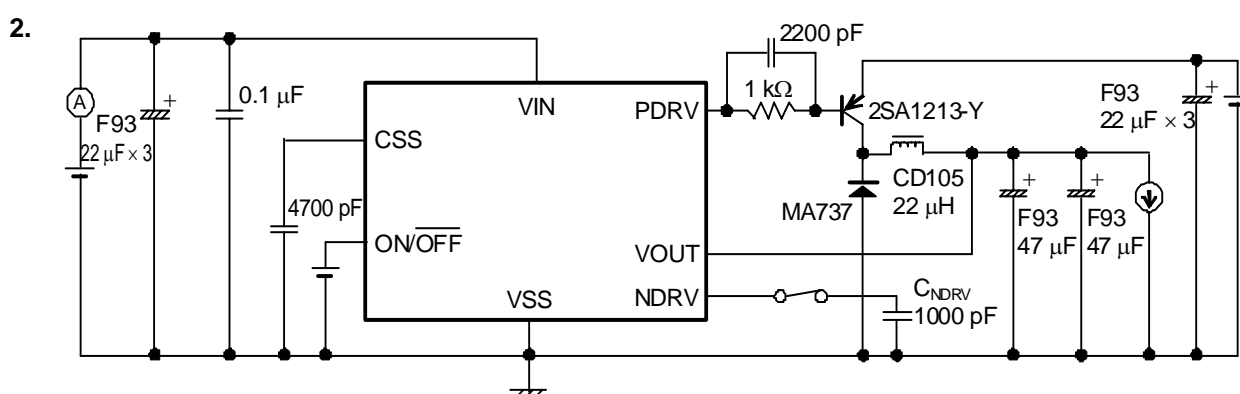 2.
A
F93
22 μF × 3
0.1 μF
4700 pF
CSS
ON/OFF
VIN
VSS
PDRV
VOUT
NDRV
2200 pF
1 kΩ
2SA1213-Y
MA737
CD105
22 μH
C_NDRV
1000 pF
F93
47 μF
F93
47 μF
F93
22 μF × 3
+
+
+
+